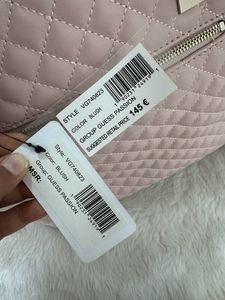 STYLE VG740623
COLOR BLUSH
GROUP GUESS PASSION
SUGGESTED RETAIL PRICE
145 €
Style: VG740623
Color: BLUSH
Group: GUESS PASSION
MSR: